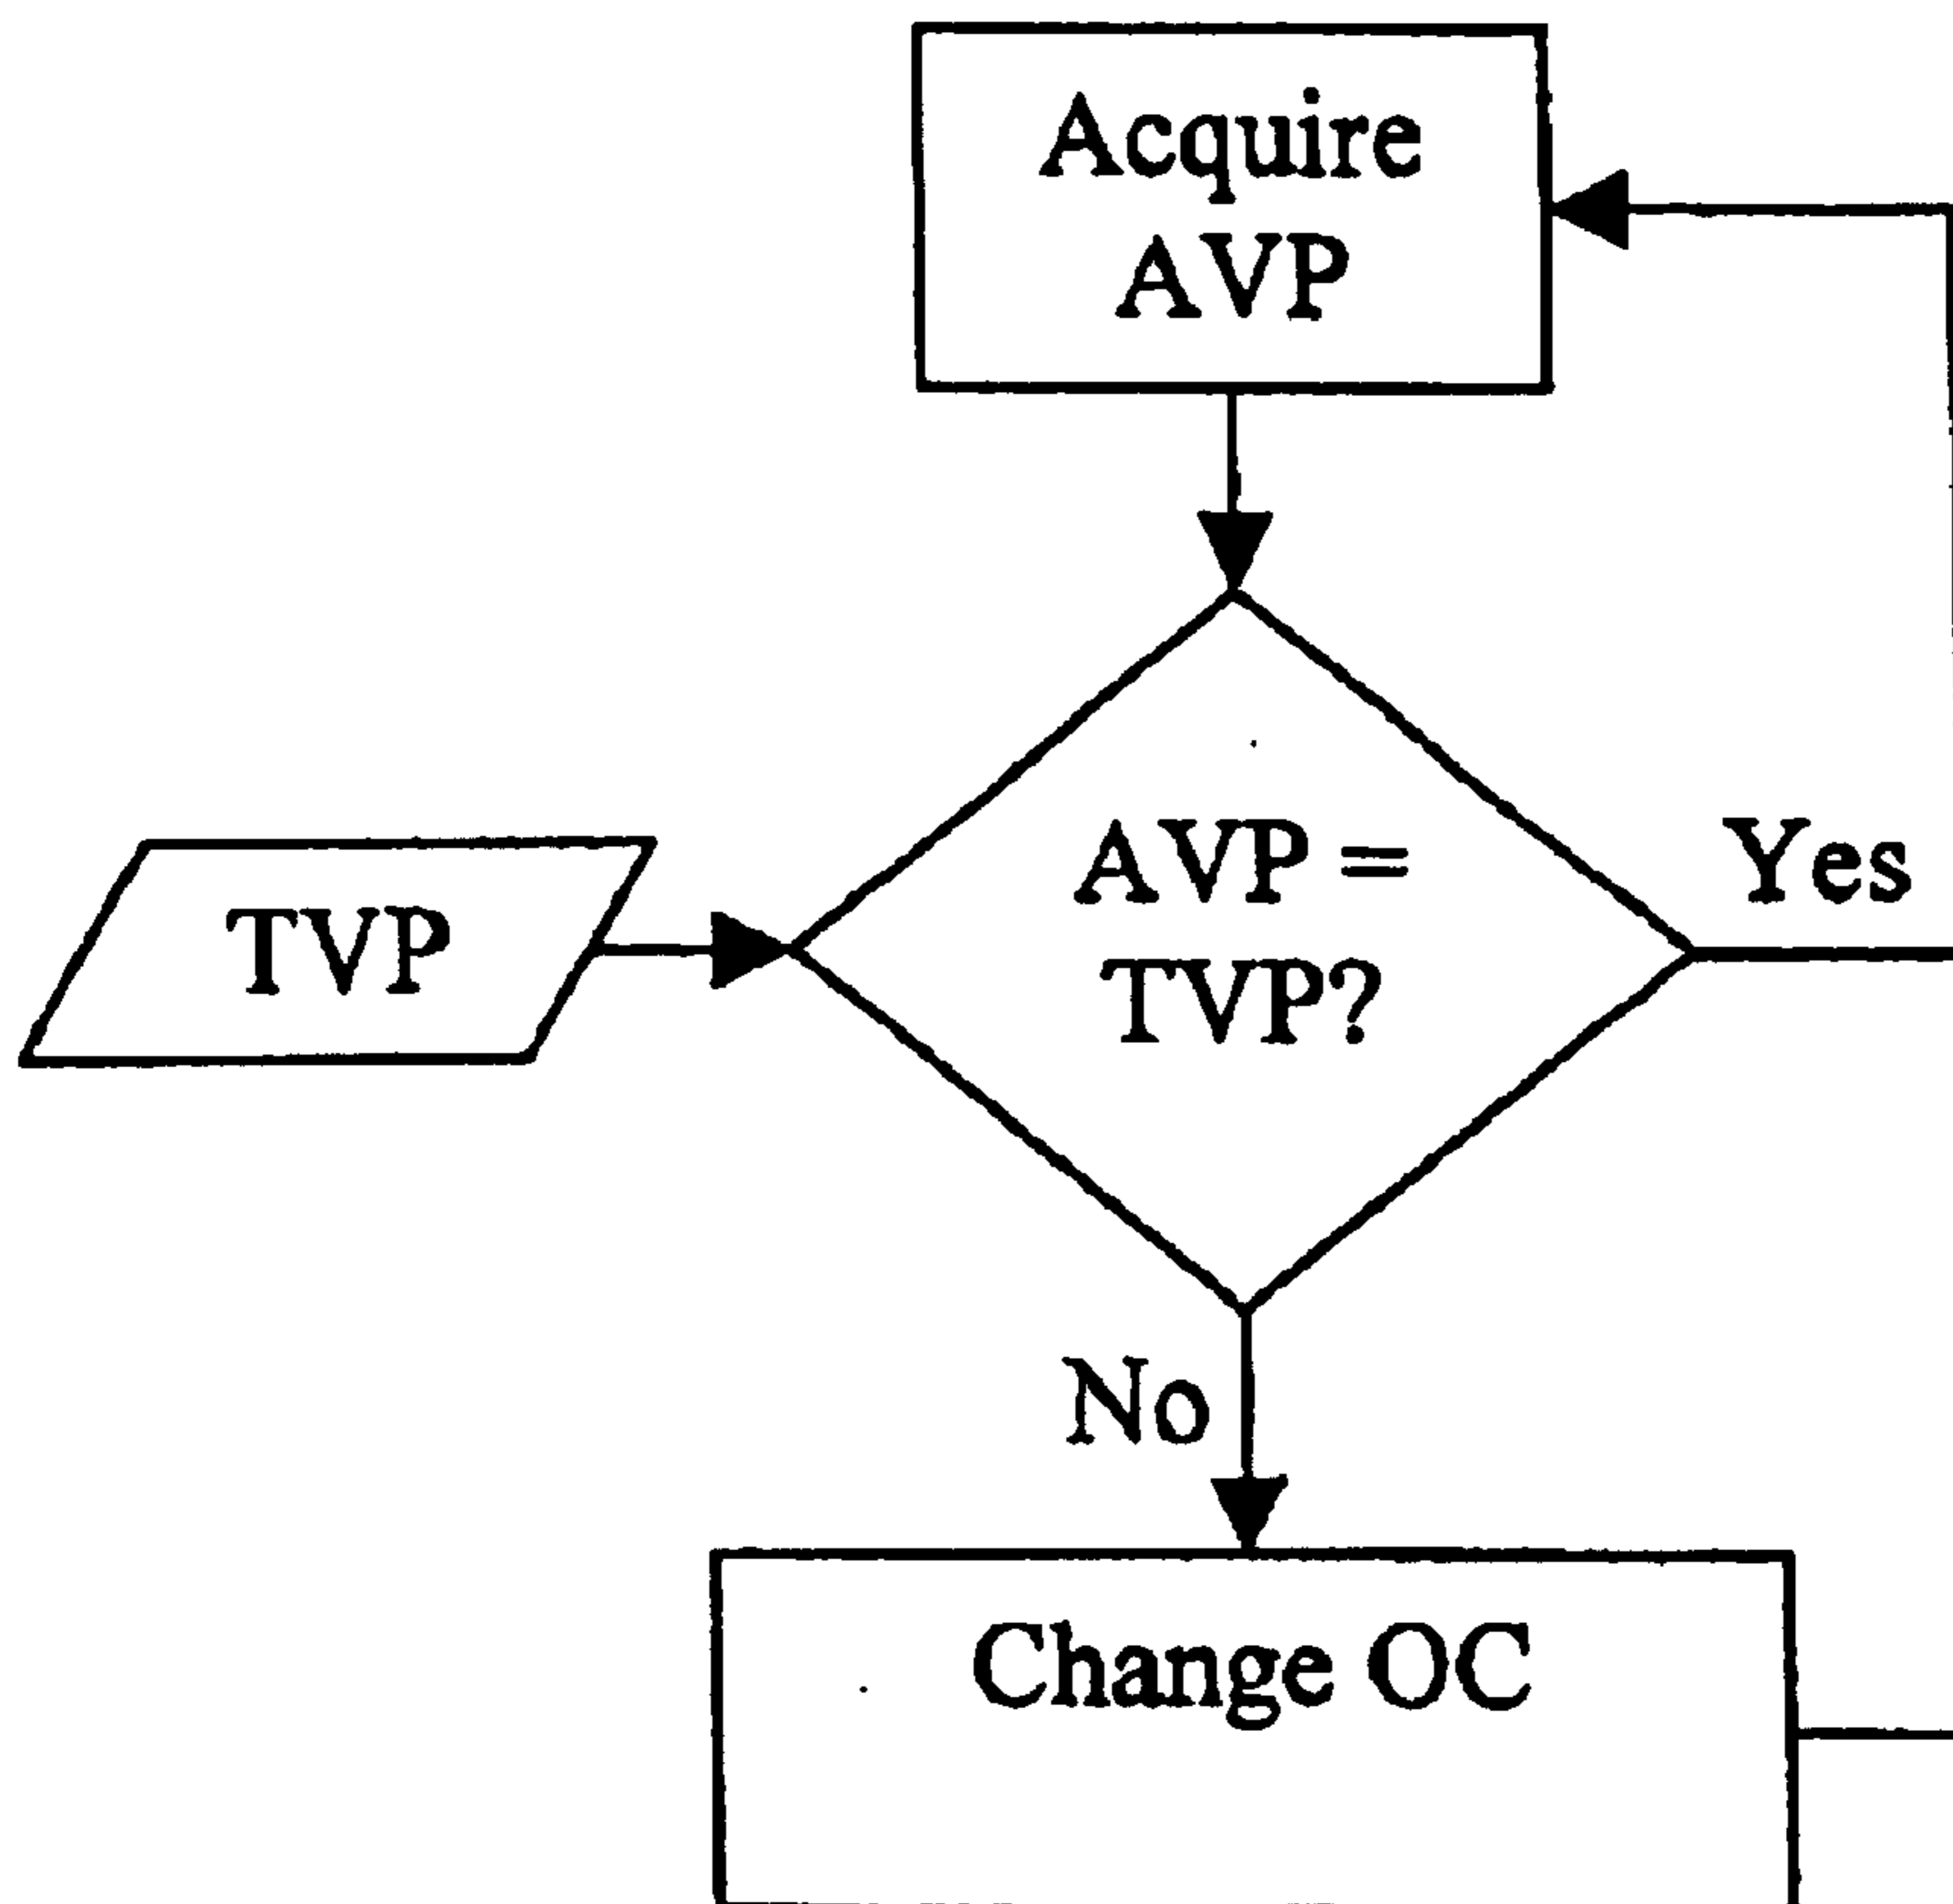 Acquire
AVP
AVP =
TVP?
Yes
TVP
No
Change OC